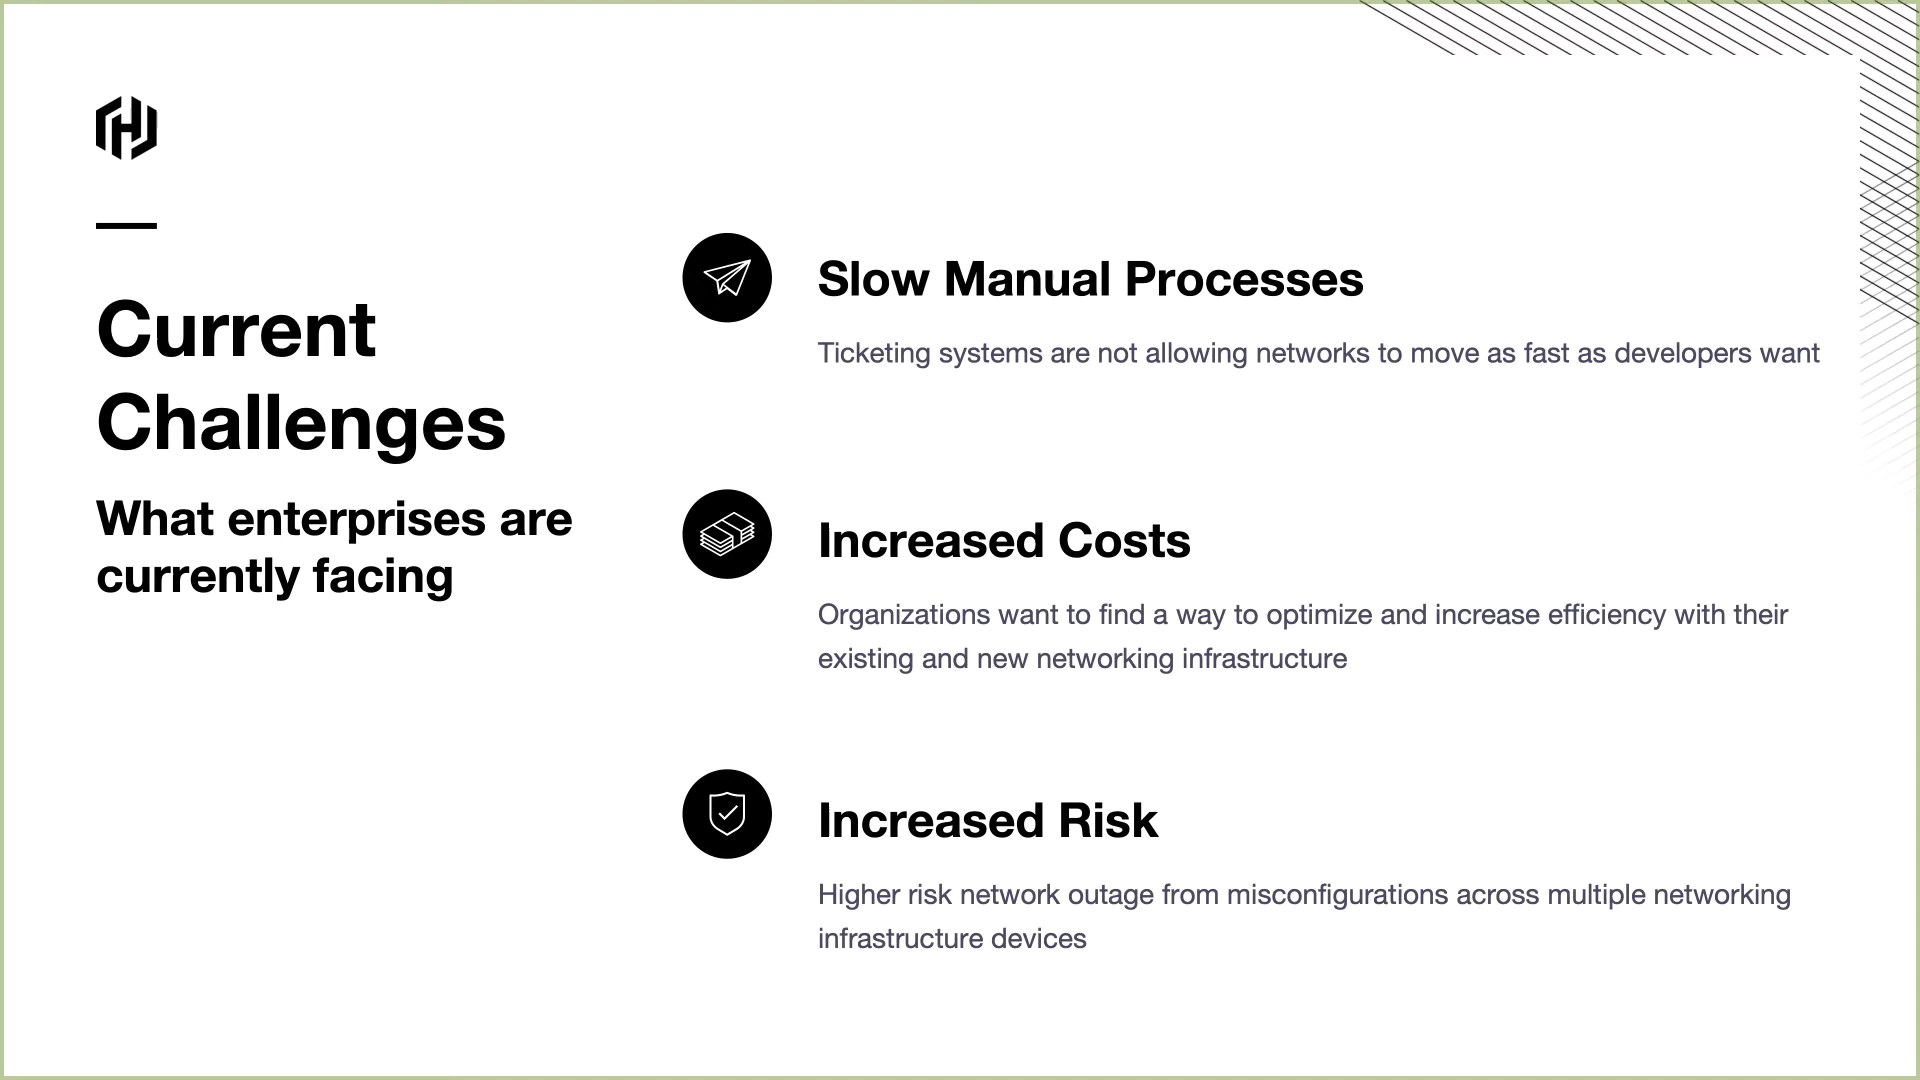 Current
Challenges
What enterprises are
currently facing
Slow Manual Processes
Ticketing systems are not allowing networks to move as fast as developers want
Increased Costs
Organizations want to find a way to optimize and increase efficiency with their
existing and new networking infrastructure
Increased Risk
Higher risk network outage from misconfigurations across multiple networking
infrastructure devices